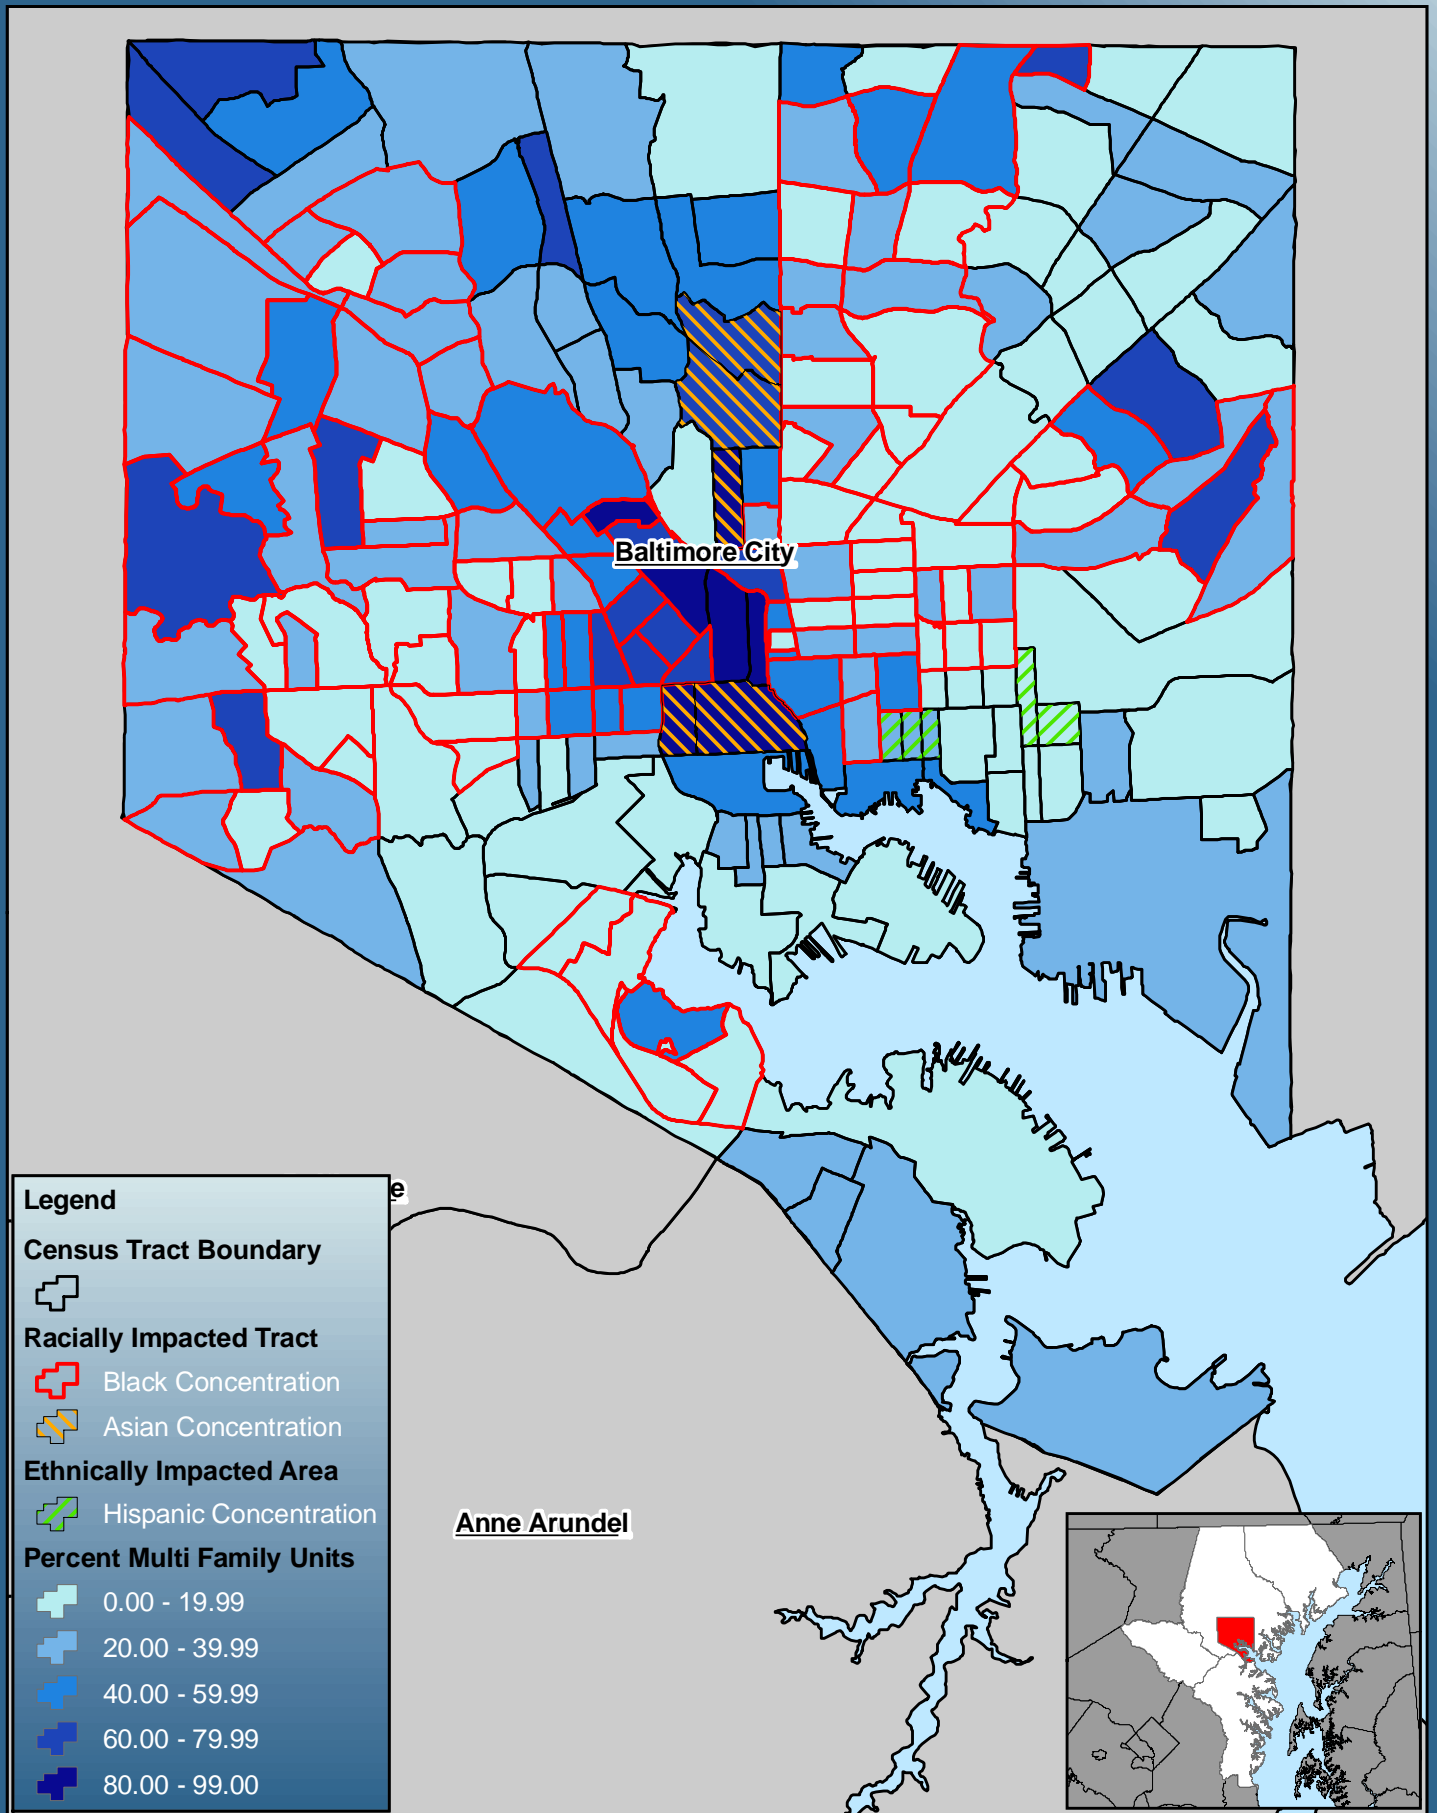 Baltimore City
e
Legend
Census Tract Boundary
Racially Impacted Tract
Black Concentration
Asian Concentration
Ethnically Impacted Area
Hispanic Concentration
Percent Multi Family Units
0.00 - 19.99
20.00 - 39.99
40.00 - 59.99
60.00 - 79.99
80.00 - 99.00
Anne Arundel